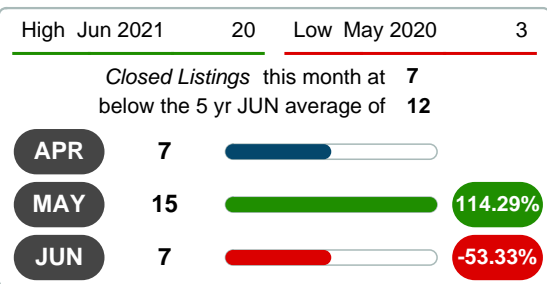 High Jun 2021 20 Low May 2020 3
Closed Listings this month at 7
below the 5 yr JUN average of 12
APR 7
MAY 15 114.29%
JUN 7 -53.33%